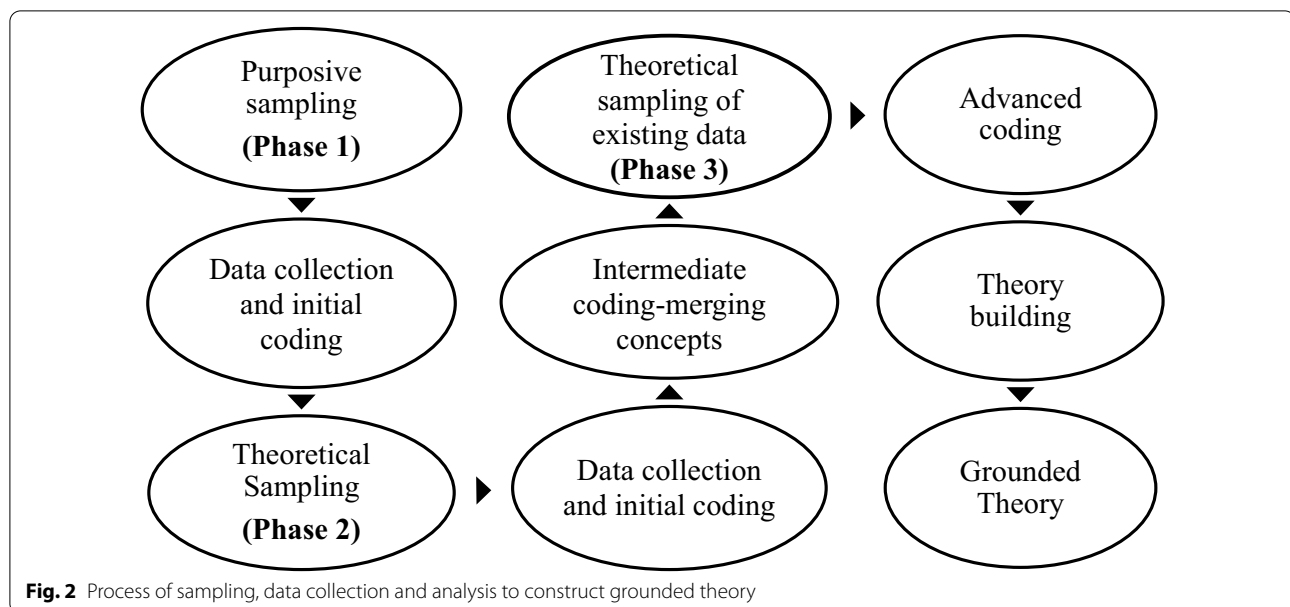 Purposive
sampling
(Phase 1)
Data collection
and initial
coding
Theoretical
Sampling
(Phase 2)
Data collection
and initial coding
Intermediate
coding-merging
concepts
Theoretical
sampling of
existing data
(Phase 3)
Advanced
coding
Theory
building
Grounded
Theory
Fig. 2 Process of sampling, data collection and analysis to construct grounded theory